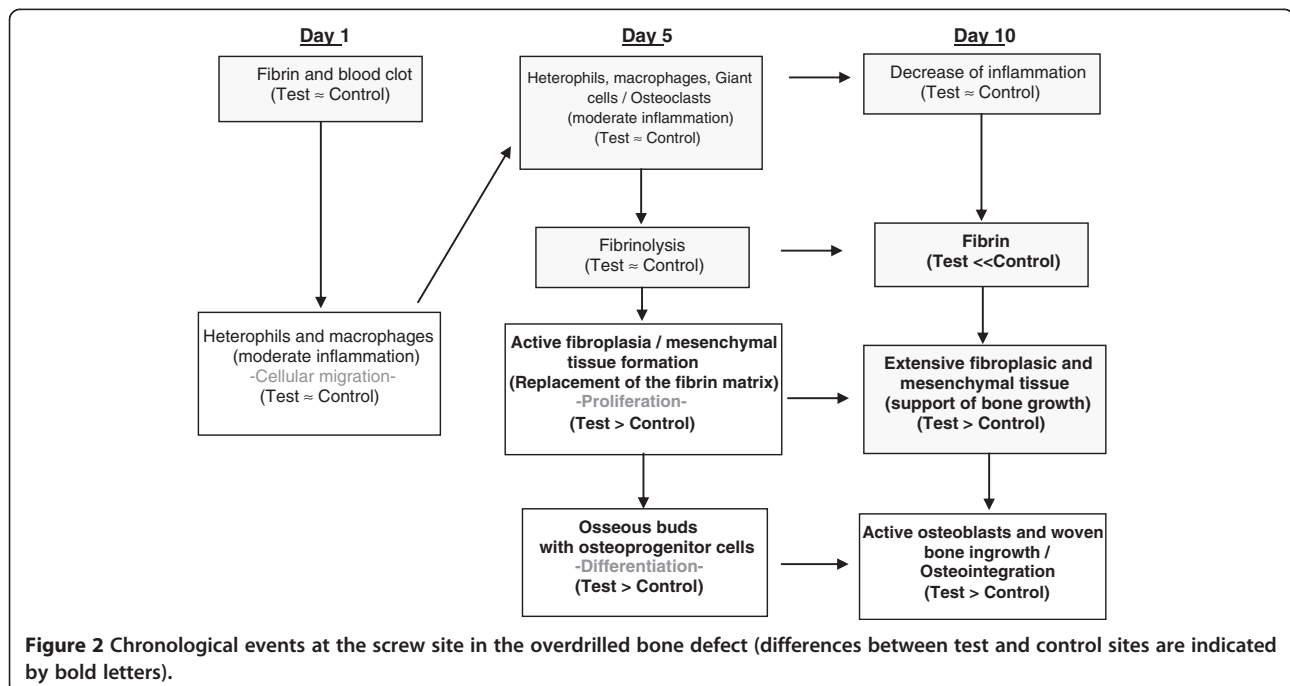 Day 1
Fibrin and blood clot
(Test ≈ Control)
Heterophils and macrophages
(moderate inflammation)
-Cellular migration-
(Test ≈ Control)
Day 5
Heterophils, macrophages, Giant
cells / Osteoclasts
(moderate inflammation)
(Test ≈ Control)
Fibrinolysis
(Test ≈ Control)
Active fibroplasia / mesenchymal
tissue formation
(Replacement of the fibrin matrix)
-Proliferation-
(Test > Control)
Osseous buds
with osteoprogenitor cells
-Differentiation-
(Test > Control)
Day 10
Decrease of inflammation
(Test ≈ Control)
Fibrin
(Test <<Control)
Extensive fibroplasic and
mesenchymal tissue
(support of bone growth)
(Test > Control)
Active osteoblasts and woven
bone ingrowth /
Osteointegration
(Test > Control)
Figure 2 Chronological events at the screw site in the overdrilled bone defect (differences between test and control sites are indicated
by bold letters).